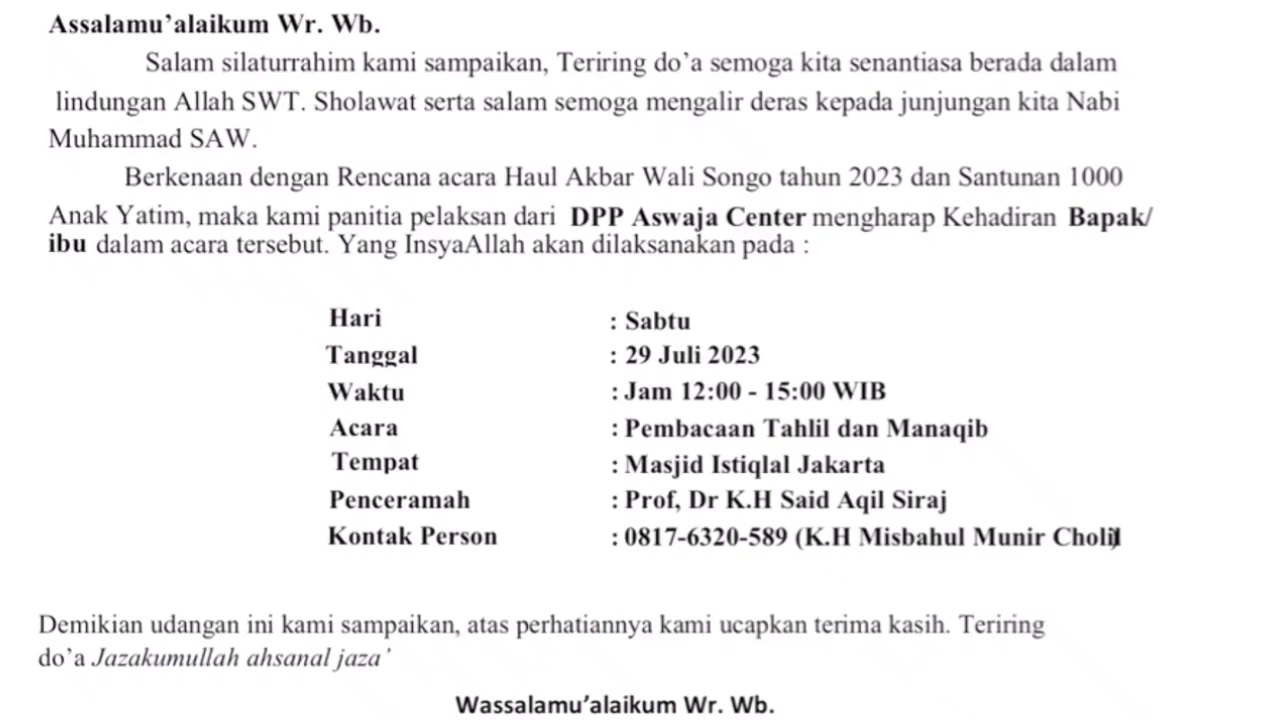 Assalamu’alaikum Wr. Wb.
Salam silaturrahim kami sampaikan, Teriring do’a semoga kita senantiasa berada dalam
lindungan Allah SWT. Sholawat serta salam semoga mengalir deras kepada junjungan kita Nabi
Muhammad SAW.
Berkenaan dengan Rencana acara Haul Akbar Wali Songo tahun 2023 dan Santunan 1000
Anak Yatim, maka kami panitia pelaksan dari DPP Aswaja Center mengharap Kehadiran Bapak/
ibu dalam acara tersebut. Yang InsyaAllah akan dilaksanakan pada :
Hari : Sabtu
Tanggal : 29 Juli 2023
Waktu : Jam 12:00 - 15:00 WIB
Acara : Pembacaan Tahlil dan Manaqib
Tempat : Masjid Istiqlal Jakarta
Penceramah : Prof, Dr K.H Said Aqil Siraj
Kontak Person : 0817-6320-589 (K.H Misbahul Munir Cholil)
Demikian udangan ini kami sampaikan, atas perhatiannya kami ucapkan terima kasih. Teriring
do’a Jazakumullah ahsanal jaza’
Wassalamu’alaikum Wr. Wb.